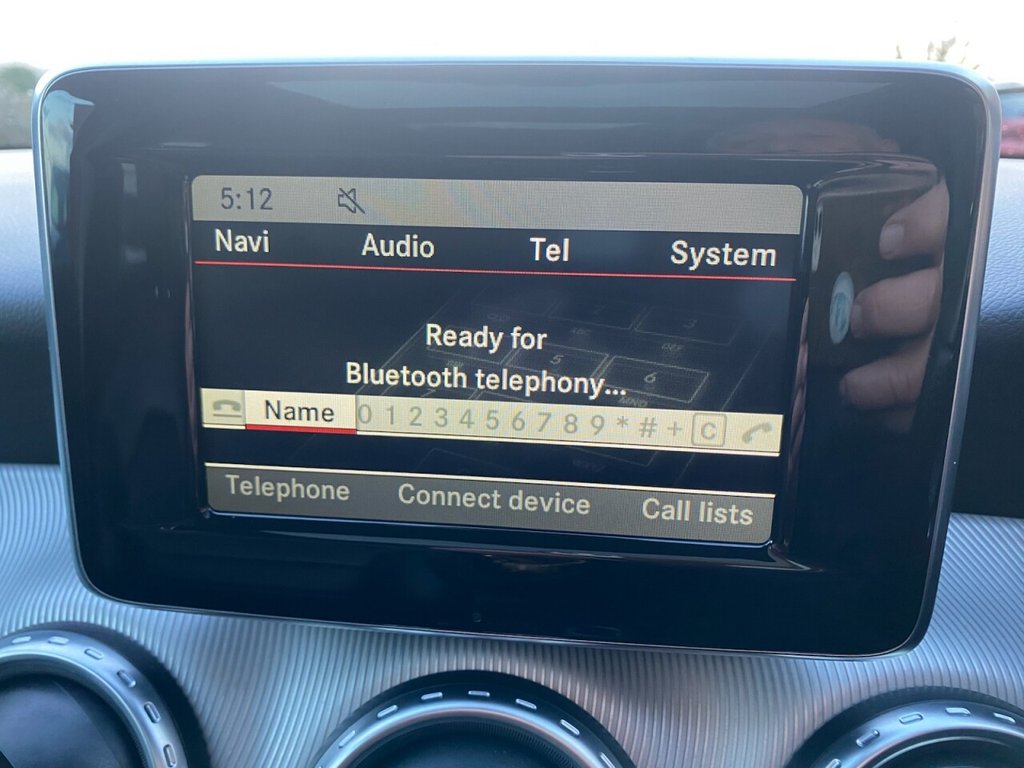 5:12
Navi Audio Tel System
Ready for
Bluetooth telephony...
Name 0 1 2 3 4 5 6 7 8 9 * # + C
Telephone Connect device Call lists